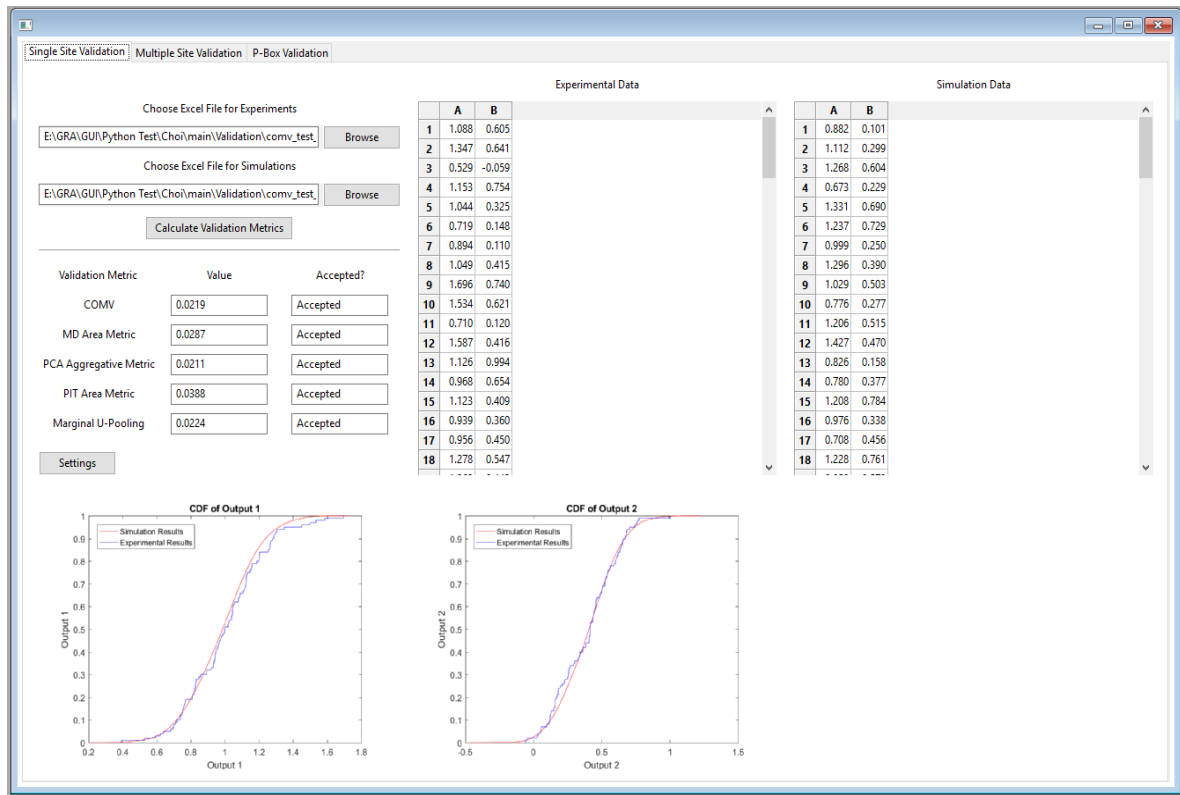 Single Site Validation Multiple Site Validation P-Box Validation
Choose Excel File for Experiments
E:\GRA\GUI\Python Test\Choi\main\Validation\comv_test_ Browse
Choose Excel File for Simulations
E:\GRA\GUI\Python Test\Choi\main\Validation\comv_test_ Browse
Calculate Validation Metrics
Validation Metric Value Accepted?
COMV 0.0219 Accepted
MD Area Metric 0.0287 Accepted
PCA Aggregative Metric 0.0211 Accepted
PIT Area Metric 0.0388 Accepted
Marginal U-Pooling 0.0224 Accepted
Settings
Experimental Data
A B
1 1.088 0.605
2 1.347 0.641
3 0.529 -0.059
4 1.153 0.754
5 1.044 0.325
6 0.719 0.148
7 0.894 0.110
8 1.049 0.415
9 1.696 0.740
10 1.534 0.621
11 0.710 0.120
12 1.587 0.416
13 1.126 0.994
14 0.968 0.654
15 1.123 0.409
16 0.939 0.360
17 0.956 0.450
18 1.278 0.547
Simulation Data
A B
1 0.882 0.101
2 1.112 0.299
3 1.268 0.604
4 0.673 0.229
5 1.331 0.690
6 1.237 0.729
7 0.999 0.250
8 1.296 0.390
9 1.029 0.503
10 0.776 0.277
11 1.206 0.515
12 1.427 0.470
13 0.826 0.158
14 0.780 0.377
15 1.208 0.784
16 0.976 0.338
17 0.708 0.456
18 1.228 0.761
CDF of Output 1
Simulation Results
Experimental Results
Output 1
1
0.9
0.8
0.7
0.6
0.5
0.4
0.3
0.2
0.1
0
0.2 0.4 0.6 0.8 1 1.2 1.4 1.6 1.8
Output 1
CDF of Output 2
Simulation Results
Experimental Results
Output 2
1
0.9
0.8
0.7
0.6
0.5
0.4
0.3
0.2
0.1
0
-0.5 0 0.5 1 1.5
Output 2